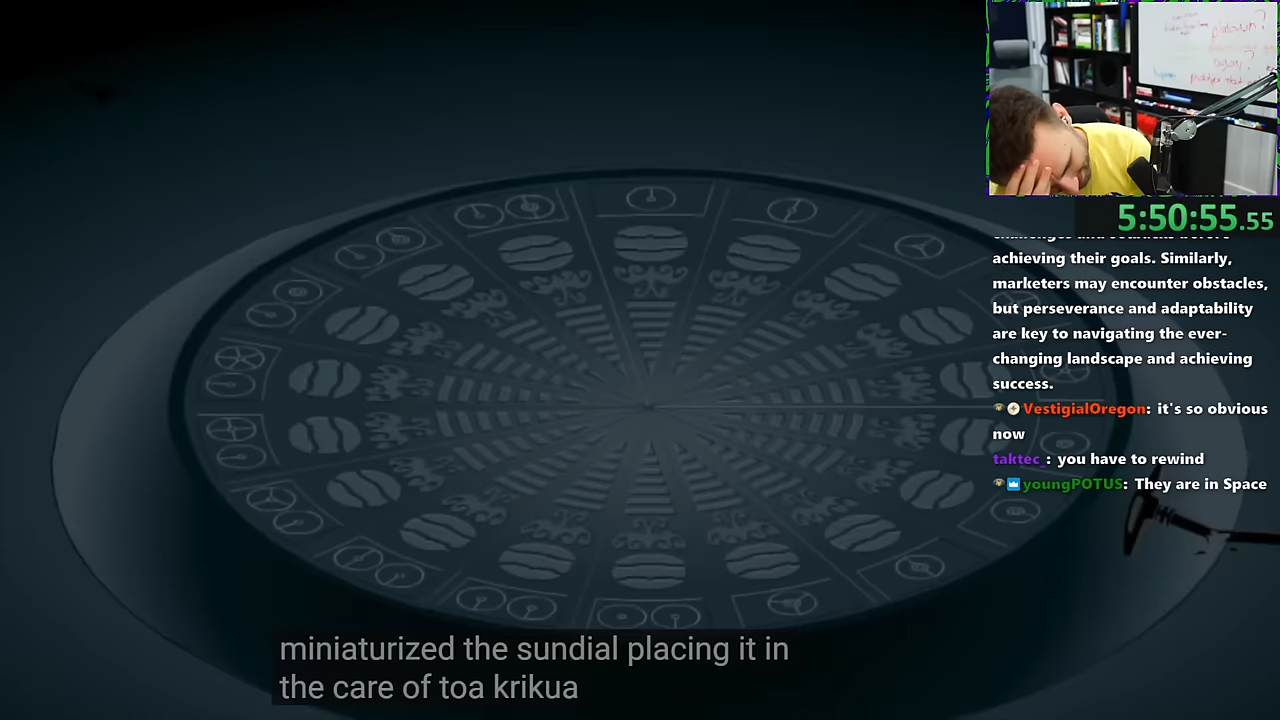 platown?
5:50:55.55
achieving their goals. Similarly,
marketers may encounter obstacles,
but perseverance and adaptability
are key to navigating the ever-
changing landscape and achieving
success.
VestigialOregon: it's so obvious
now
taktec_: you have to rewind
youngPOTUS: They are in Space
miniaturized the sundial placing it in
the care of toa krikua